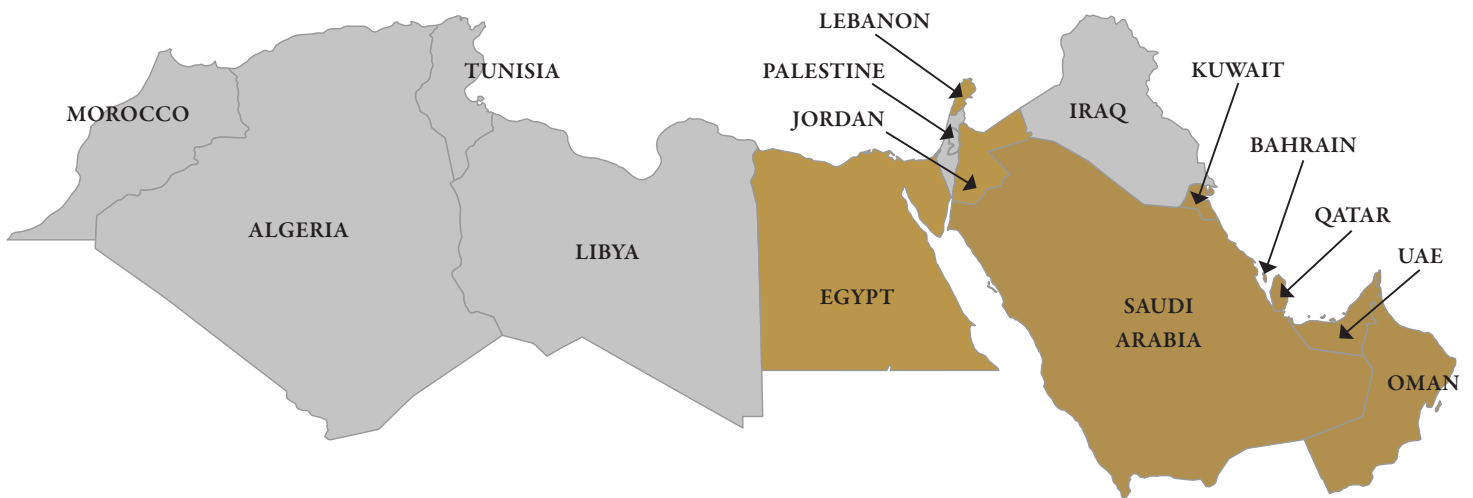 LEBANON
TUNISIA
PALESTINE
KUWAIT
MOROCCO
JORDAN
IRAQ
BAHRAIN
ALGERIA
LIBYA
QATAR
UAE
EGYPT
SAUDI
ARABIA
OMAN